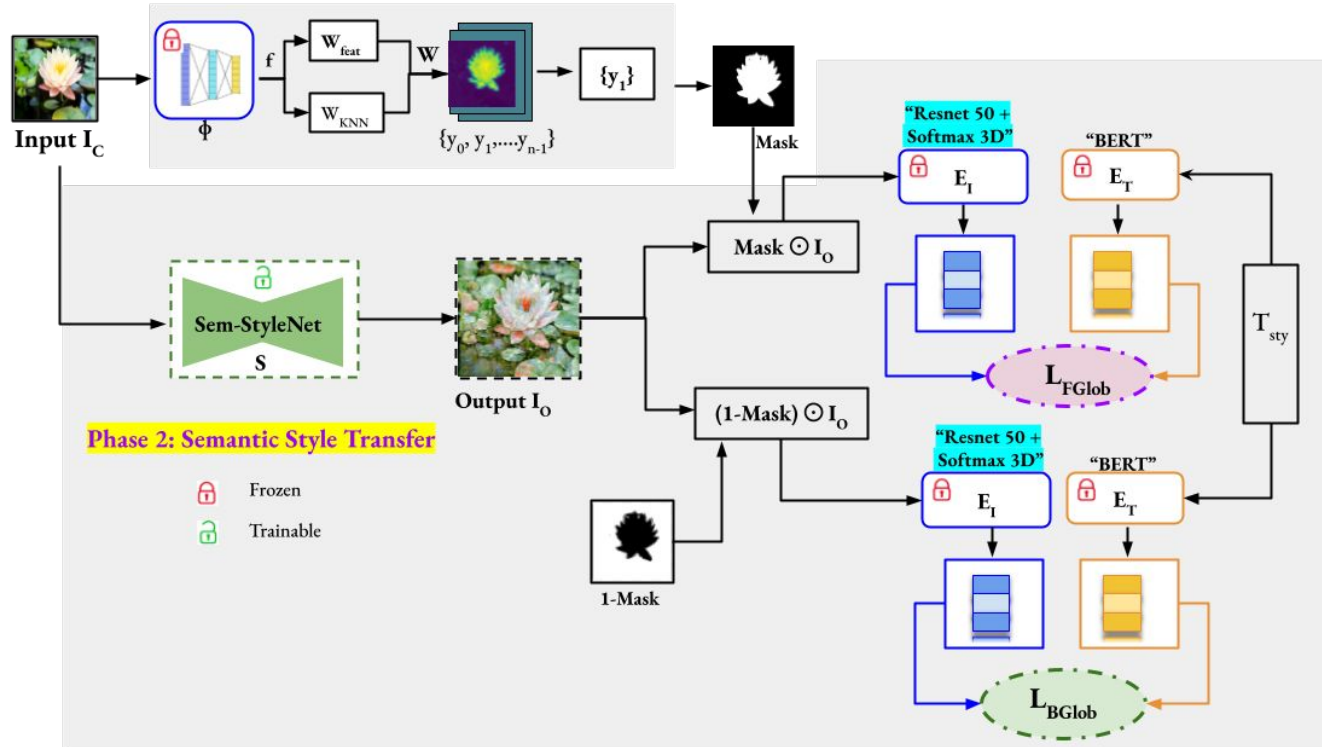 Input I_C
ϕ
f
W_feat
W_KNN
W
{y_0, y_1,....y_n-1}
{y_1}
Mask
Sem-StyleNet
S
Output I_O
Mask ⊙ I_O
(1-Mask) ⊙ I_O
1-Mask
“Resnet 50 +
Softmax 3D”
E_I
“BERT”
E_T
L_FGlob
T_sty
“Resnet 50 +
Softmax 3D”
E_I
“BERT”
E_T
L_BGlob
Phase 2: Semantic Style Transfer
Frozen
Trainable